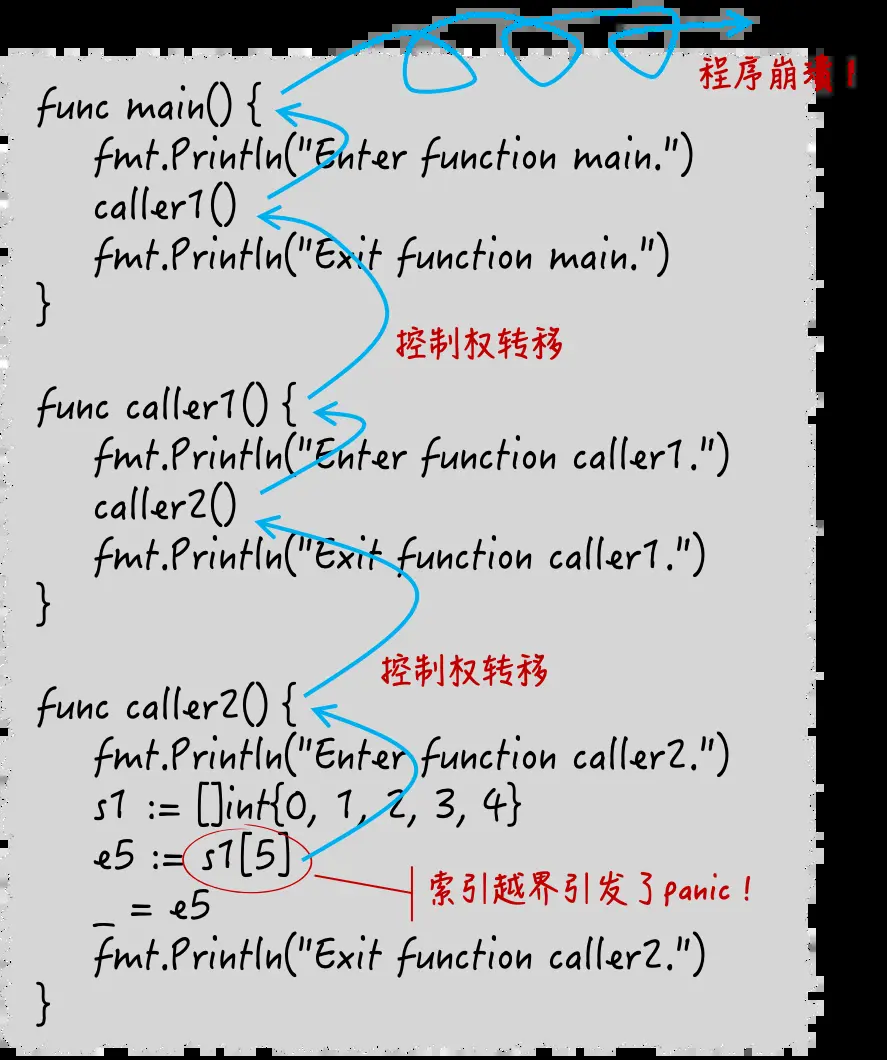 程序崩溃！
func main() {
fmt.Println("Enter function main.")
caller1()
fmt.Println("Exit function main.")
}
控制权转移
func caller1() {
fmt.Println("Enter function caller1.")
caller2()
fmt.Println("Exit function caller1.")
}
控制权转移
func caller2() {
fmt.Println("Enter function caller2.")
s1 := []int{0, 1, 2, 3, 4}
e5 := s1[5]
索引越界引发了panic！
_ = e5
fmt.Println("Exit function caller2.")
}